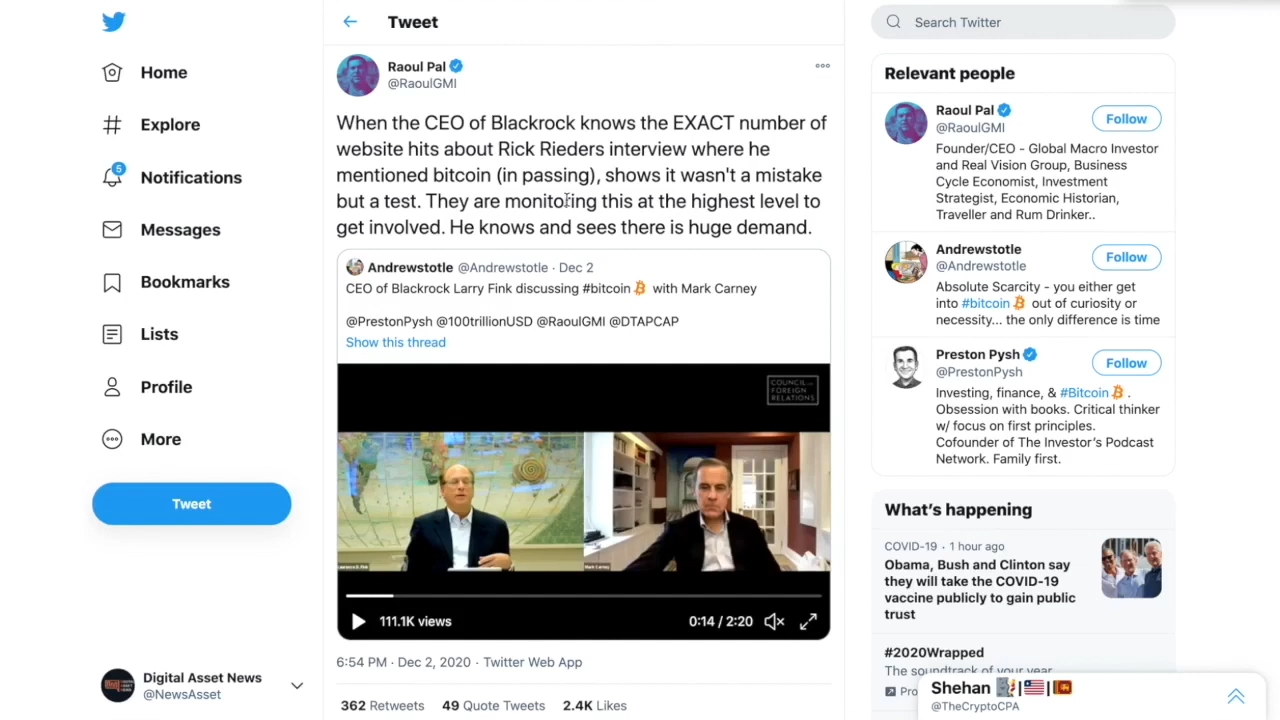 Home
Explore
5
Notifications
Messages
Bookmarks
Lists
Profile
More
Tweet
Digital Asset News
@NewsAsset
Tweet
Raoul Pal
@RaoulGMI
When the CEO of Blackrock knows the EXACT number of
website hits about Rick Rieders interview where he
mentioned bitcoin (in passing), shows it wasn't a mistake
but a test. They are monitoring this at the highest level to
get involved. He knows and sees there is huge demand.
Andrewstotle @Andrewstotle · Dec 2
CEO of Blackrock Larry Fink discussing #bitcoin with Mark Carney
@PrestonPysh @100trillionUSD @RaoulGMI @DTAPCAP
Show this thread
COUNCIL on
FOREIGN
RELATIONS
Mark Carney
111.1K views
0:14 / 2:20
6:54 PM · Dec 2, 2020 · Twitter Web App
362 Retweets 49 Quote Tweets 2.4K Likes
Search Twitter
Relevant people
Raoul Pal
@RaoulGMI
Follow
Founder/CEO - Global Macro Investor
and Real Vision Group, Business
Cycle Economist, Investment
Strategist, Economic Historian,
Traveller and Rum Drinker..
Andrewstotle
@Andrewstotle
Follow
Absolute Scarcity - you either get
into #bitcoin out of curiosity or
necessity... the only difference is time
Preston Pysh
@PrestonPysh
Follow
Investing, finance, & #Bitcoin .
Obsession with books. Critical thinker
w/ focus on first principles.
Cofounder of The Investor's Podcast
Network. Family first.
What's happening
COVID-19 · 1 hour ago
Obama, Bush and Clinton say
they will take the COVID-19
vaccine publicly to gain public
trust
#2020Wrapped
The soundtrack of your year
Shehan
@TheCryptoCPA